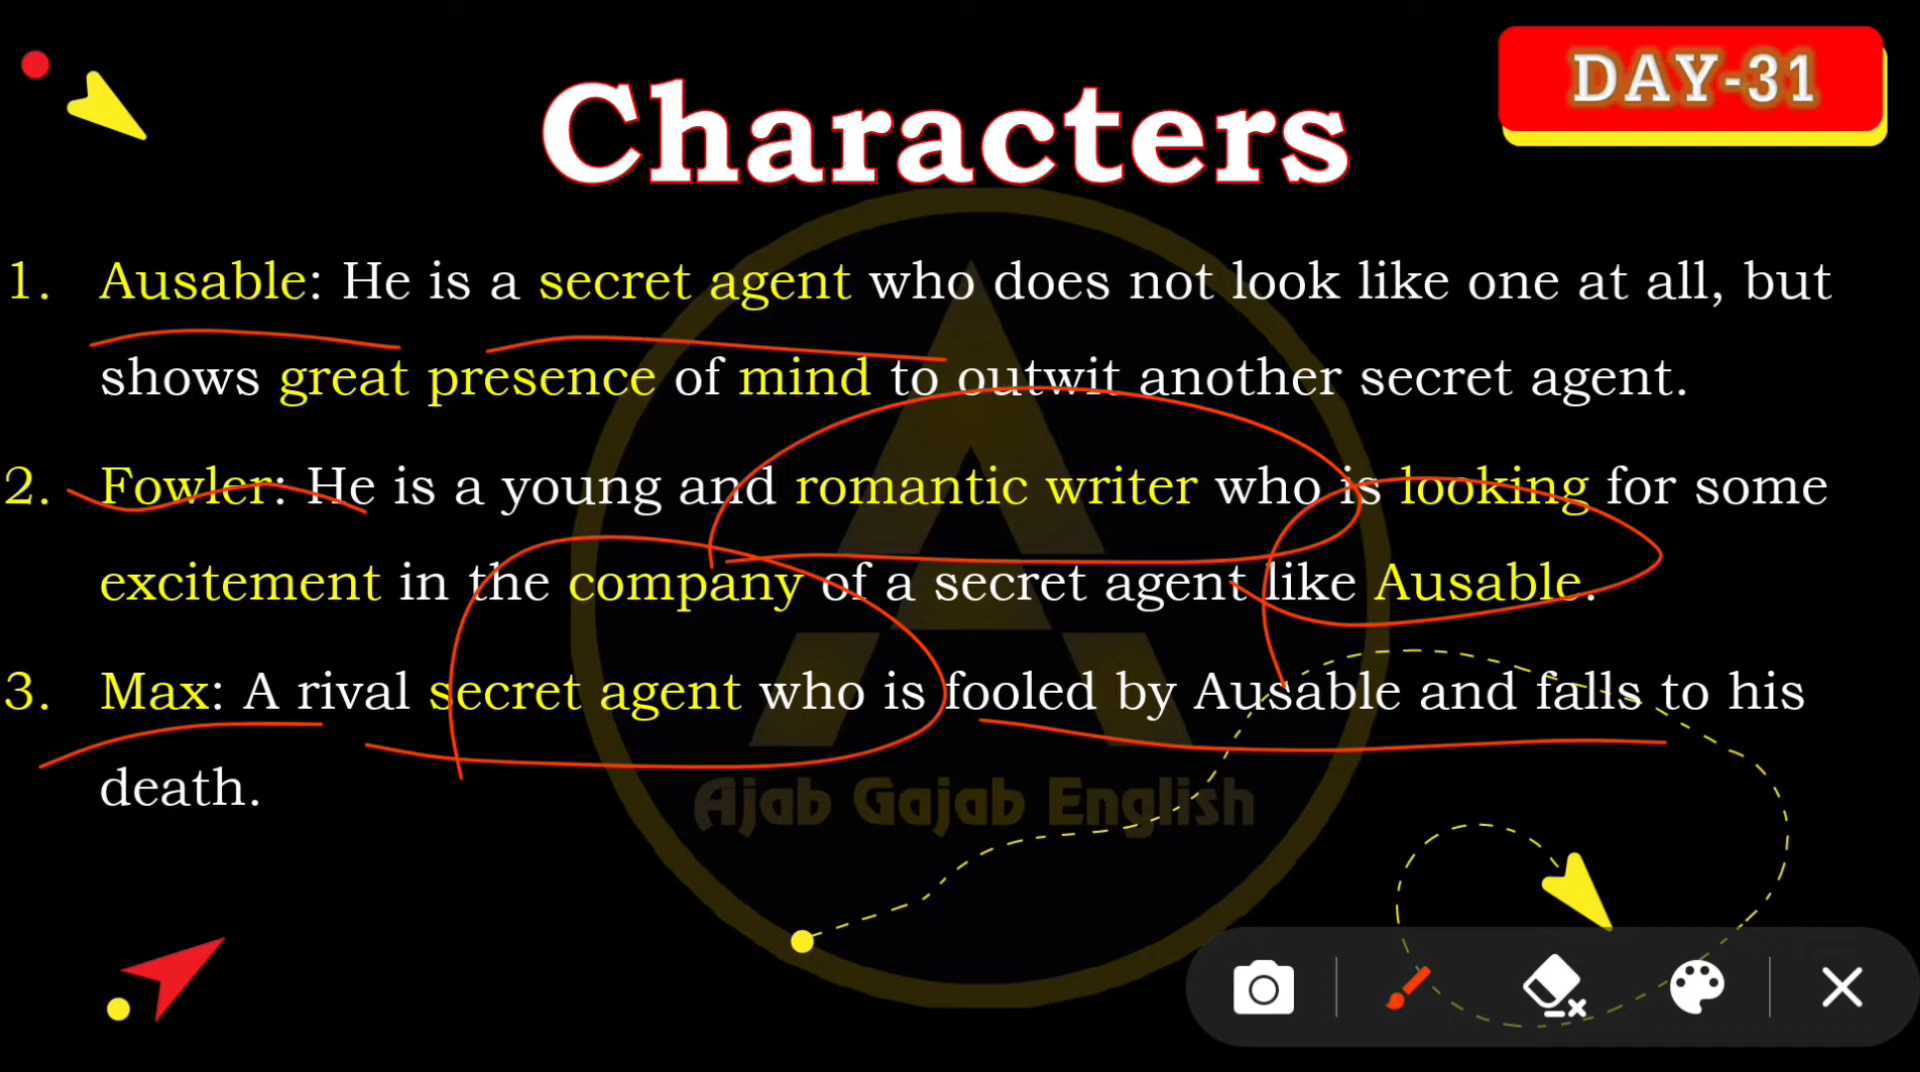 DAY-31
Characters
1. Ausable: He is a secret agent who does not look like one at all, but
shows great presence of mind to outwit another secret agent.
2. Fowler: He is a young and romantic writer who is looking for some
excitement in the company of a secret agent like Ausable.
3. Max: A rival secret agent who is fooled by Ausable and falls to his
death.
Ajab Gajab English